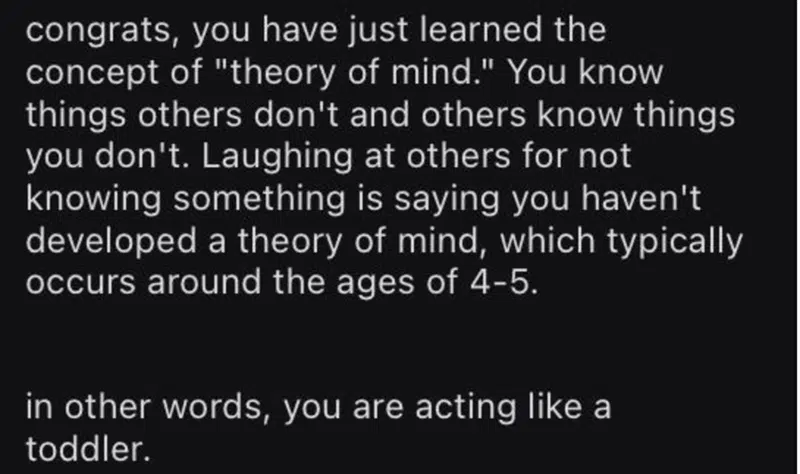 congrats, you have just learned the
concept of "theory of mind." You know
things others don't and others know things
you don't. Laughing at others for not
knowing something is saying you haven't
developed a theory of mind, which typically
occurs around the ages of 4-5.
in other words, you are acting like a
toddler.